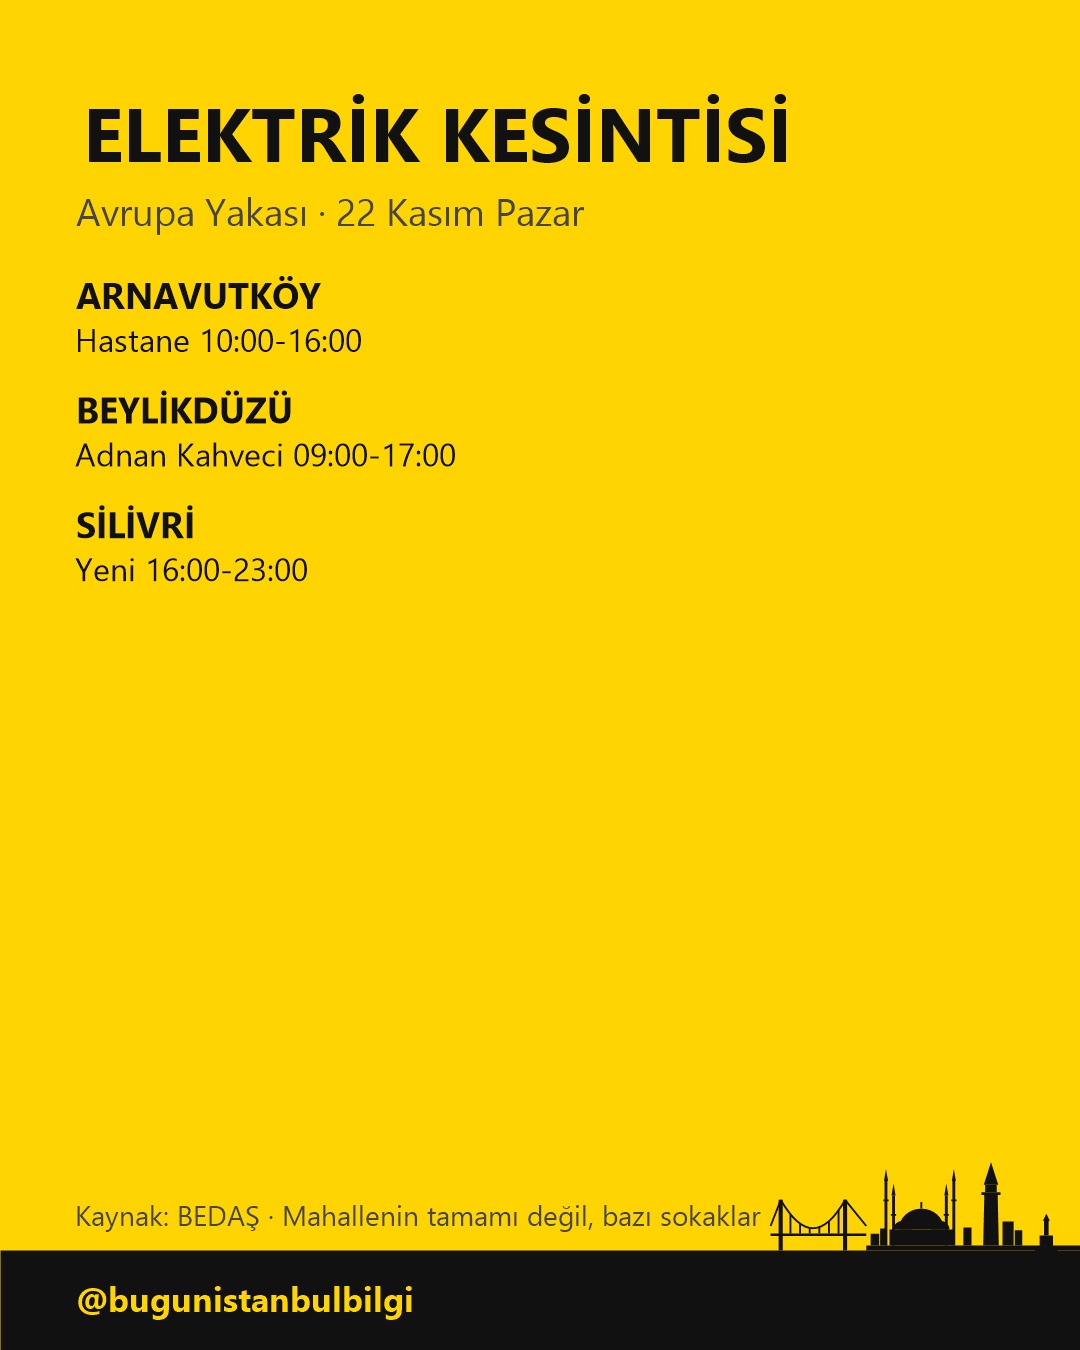 ELEKTRİK KESİNTİSİ
Avrupa Yakası · 22 Kasım Pazar
ARNAVUTKÖY
Hastane 10:00-16:00
BEYLİKDÜZÜ
Adnan Kahveci 09:00-17:00
SİLİVRİ
Yeni 16:00-23:00
Kaynak: BEDAŞ · Mahallenin tamamı değil, bazı sokaklar
@bugunistanbulbilgi